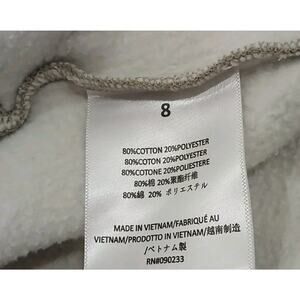 8
80%COTTON 20%POLYESTER
80%COTON 20%POLYESTER
80%COTONE 20%POLIESTERE
80%棉 20%聚酯纤维
80%綿 20% ポリエステル
MADE IN VIETNAM/FABRIQUÉ AU
VIETNAM/PRODOTTO IN VIETNAM/越南制造
/ベトナム製
RN#090233